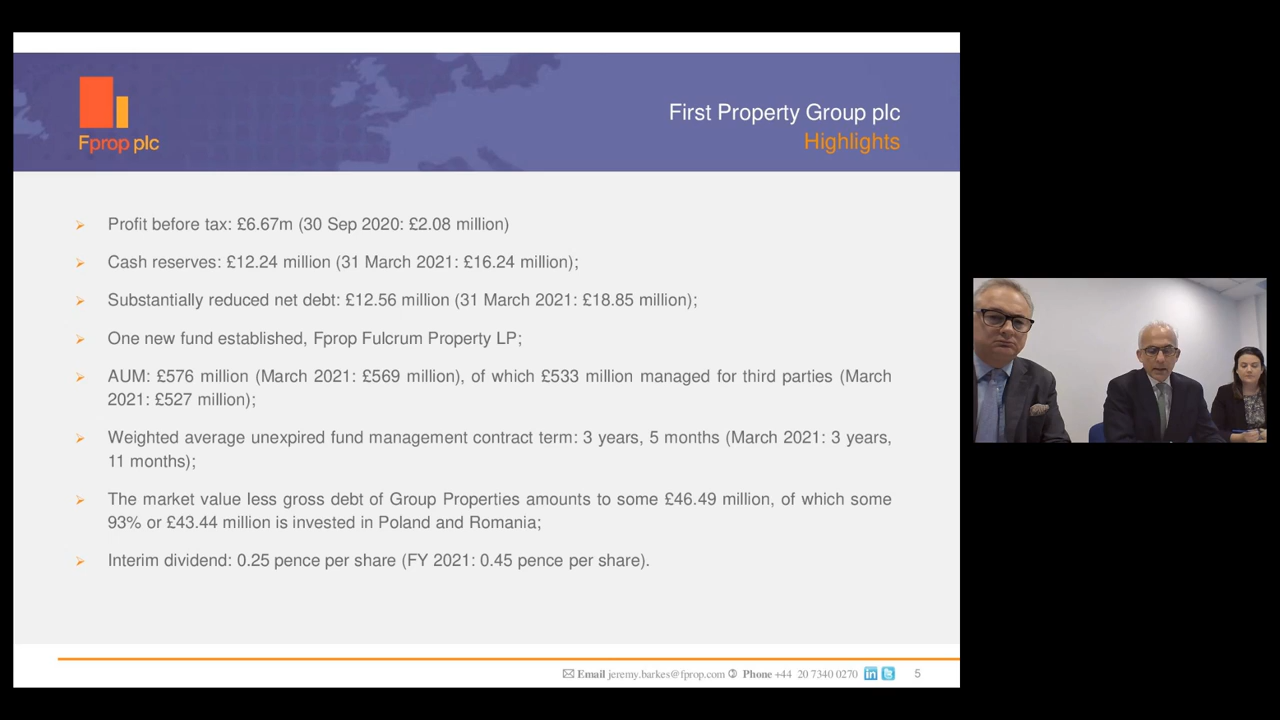 Fprop plc
First Property Group plc
Highlights
Profit before tax: £6.67m (30 Sep 2020: £2.08 million)
Cash reserves: £12.24 million (31 March 2021: £16.24 million);
Substantially reduced net debt: £12.56 million (31 March 2021: £18.85 million);
One new fund established, Fprop Fulcrum Property LP;
AUM: £576 million (March 2021: £569 million), of which £533 million managed for third parties (March
2021: £527 million);
Weighted average unexpired fund management contract term: 3 years, 5 months (March 2021: 3 years,
11 months);
The market value less gross debt of Group Properties amounts to some £46.49 million, of which some
93% or £43.44 million is invested in Poland and Romania;
Interim dividend: 0.25 pence per share (FY 2021: 0.45 pence per share).
Email jeremy.barkes@fprop.com Phone +44 20 7340 0270 in 5